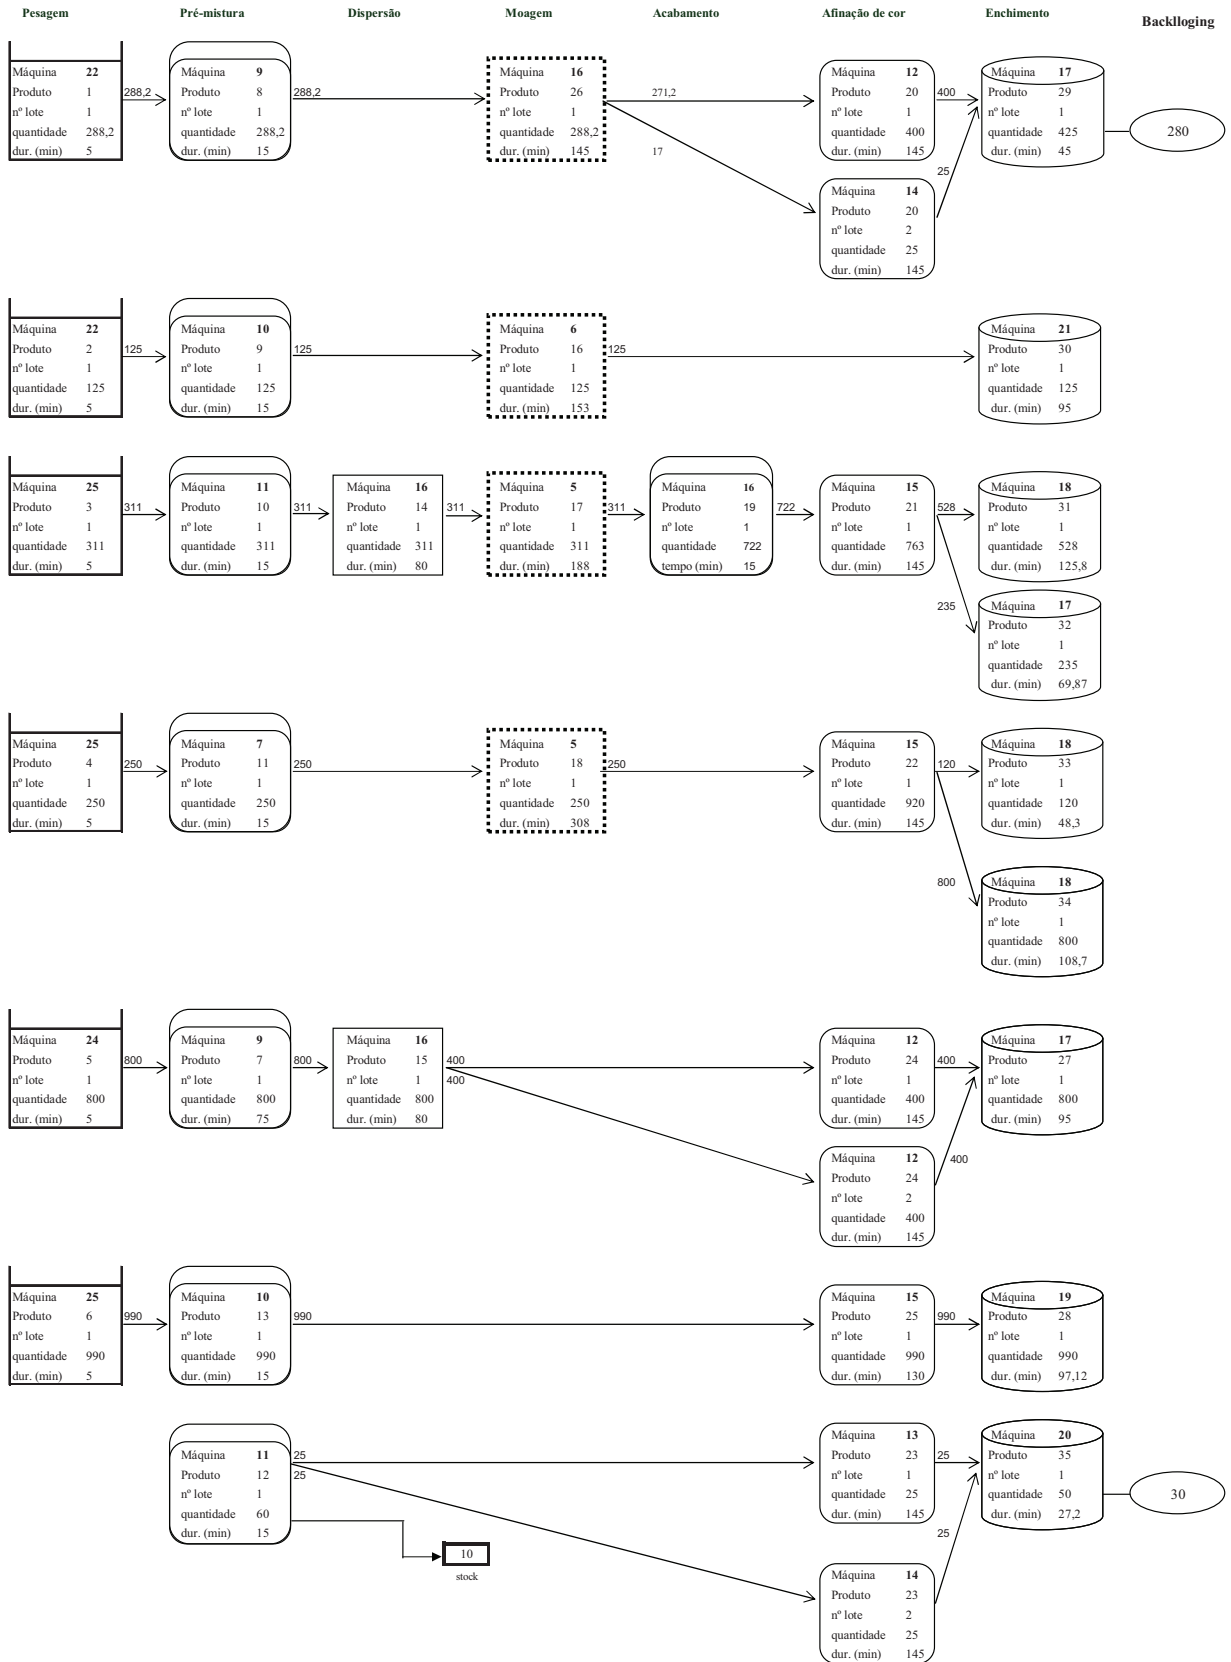 Pesagem Pré-mistura Dispersão Moagem Acabamento Afinação de cor Enchimento Backlloging
Máquina 22
Produto 1
nº lote 1
quantidade 288,2
dur. (min) 5
288,2
Máquina 9
Produto 8
nº lote 1
quantidade 288,2
dur. (min) 15
288,2
Máquina 16
Produto 26
nº lote 1
quantidade 288,2
dur. (min) 145
271,2
17
Máquina 12
Produto 20
nº lote 1
quantidade 400
dur. (min) 145
400
Máquina 14
Produto 20
nº lote 2
quantidade 25
dur. (min) 145
25
Máquina 17
Produto 29
nº lote 1
quantidade 425
dur. (min) 45
280
Máquina 22
Produto 2
nº lote 1
quantidade 125
dur. (min) 5
125
Máquina 10
Produto 9
nº lote 1
quantidade 125
dur. (min) 15
125
Máquina 6
Produto 16
nº lote 1
quantidade 125
dur. (min) 153
125
Máquina 21
Produto 30
nº lote 1
quantidade 125
dur. (min) 95
Máquina 25
Produto 3
nº lote 1
quantidade 311
dur. (min) 5
311
Máquina 11
Produto 10
nº lote 1
quantidade 311
dur. (min) 15
311
Máquina 16
Produto 14
nº lote 1
quantidade 311
dur. (min) 80
311
Máquina 5
Produto 17
nº lote 1
quantidade 311
dur. (min) 188
311
Máquina 16
Produto 19
nº lote 1
quantidade 722
tempo (min) 15
722
Máquina 15
Produto 21
nº lote 1
quantidade 763
dur. (min) 145
528
235
Máquina 18
Produto 31
nº lote 1
quantidade 528
dur. (min) 125,8
Máquina 17
Produto 32
nº lote 1
quantidade 235
dur. (min) 69,87
Máquina 25
Produto 4
nº lote 1
quantidade 250
dur. (min) 5
250
Máquina 7
Produto 11
nº lote 1
quantidade 250
dur. (min) 15
250
Máquina 5
Produto 18
nº lote 1
quantidade 250
dur. (min) 308
250
Máquina 15
Produto 22
nº lote 1
quantidade 920
dur. (min) 145
120
800
Máquina 18
Produto 33
nº lote 1
quantidade 120
dur. (min) 48,3
Máquina 18
Produto 34
nº lote 1
quantidade 800
dur. (min) 108,7
Máquina 24
Produto 5
nº lote 1
quantidade 800
dur. (min) 5
800
Máquina 9
Produto 7
nº lote 1
quantidade 800
dur. (min) 75
800
Máquina 16
Produto 15
nº lote 1
quantidade 800
dur. (min) 80
400
400
Máquina 12
Produto 24
nº lote 1
quantidade 400
dur. (min) 145
400
Máquina 12
Produto 24
nº lote 2
quantidade 400
dur. (min) 145
400
Máquina 17
Produto 27
nº lote 1
quantidade 800
dur. (min) 95
Máquina 25
Produto 6
nº lote 1
quantidade 990
dur. (min) 5
990
Máquina 10
Produto 13
nº lote 1
quantidade 990
dur. (min) 15
990
Máquina 15
Produto 25
nº lote 1
quantidade 990
dur. (min) 130
990
Máquina 19
Produto 28
nº lote 1
quantidade 990
dur. (min) 97,12
Máquina 11
Produto 12
nº lote 1
quantidade 60
dur. (min) 15
25
25
10
stock
Máquina 13
Produto 23
nº lote 1
quantidade 25
dur. (min) 145
25
Máquina 14
Produto 23
nº lote 2
quantidade 25
dur. (min) 145
25
Máquina 20
Produto 35
nº lote 1
quantidade 50
dur. (min) 27,2
30